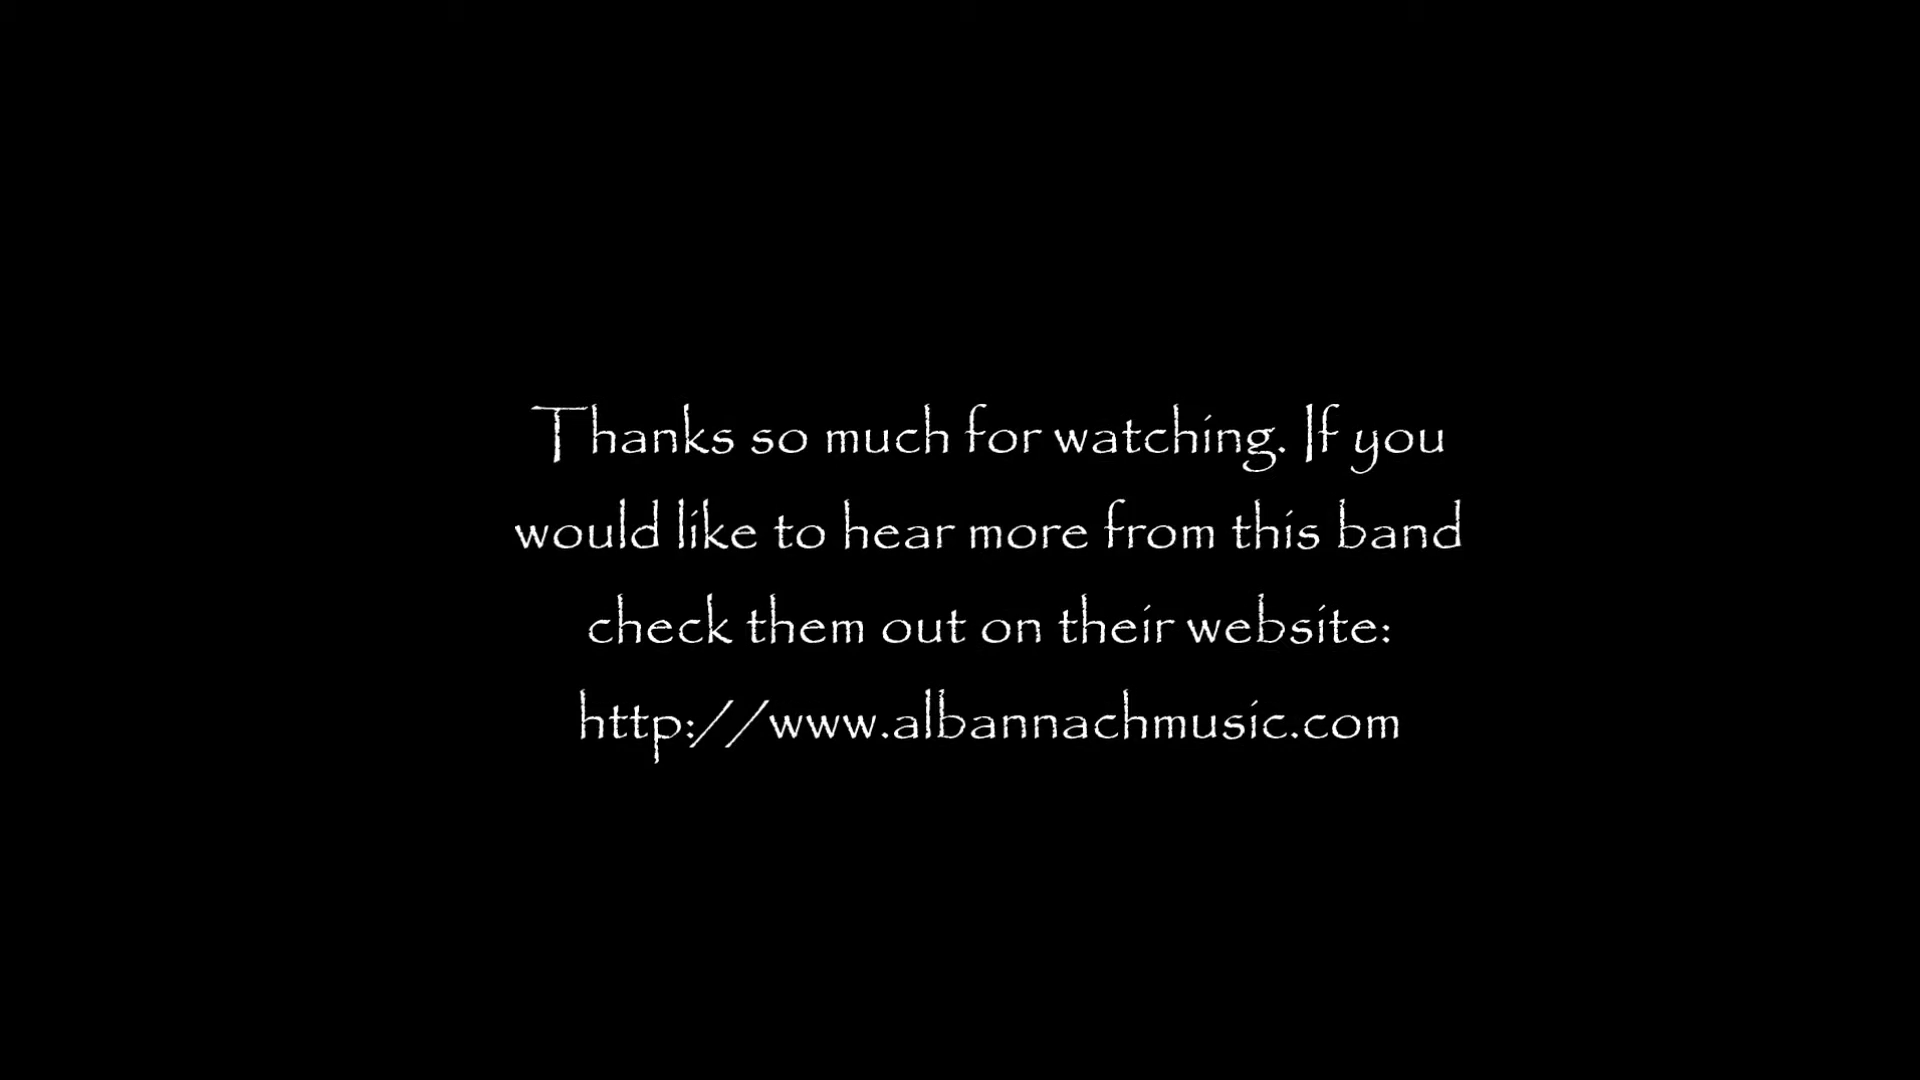 Thanks so much for watching. If you
would like to hear more from this band
check them out on their website:
http://www.albannachmusic.com